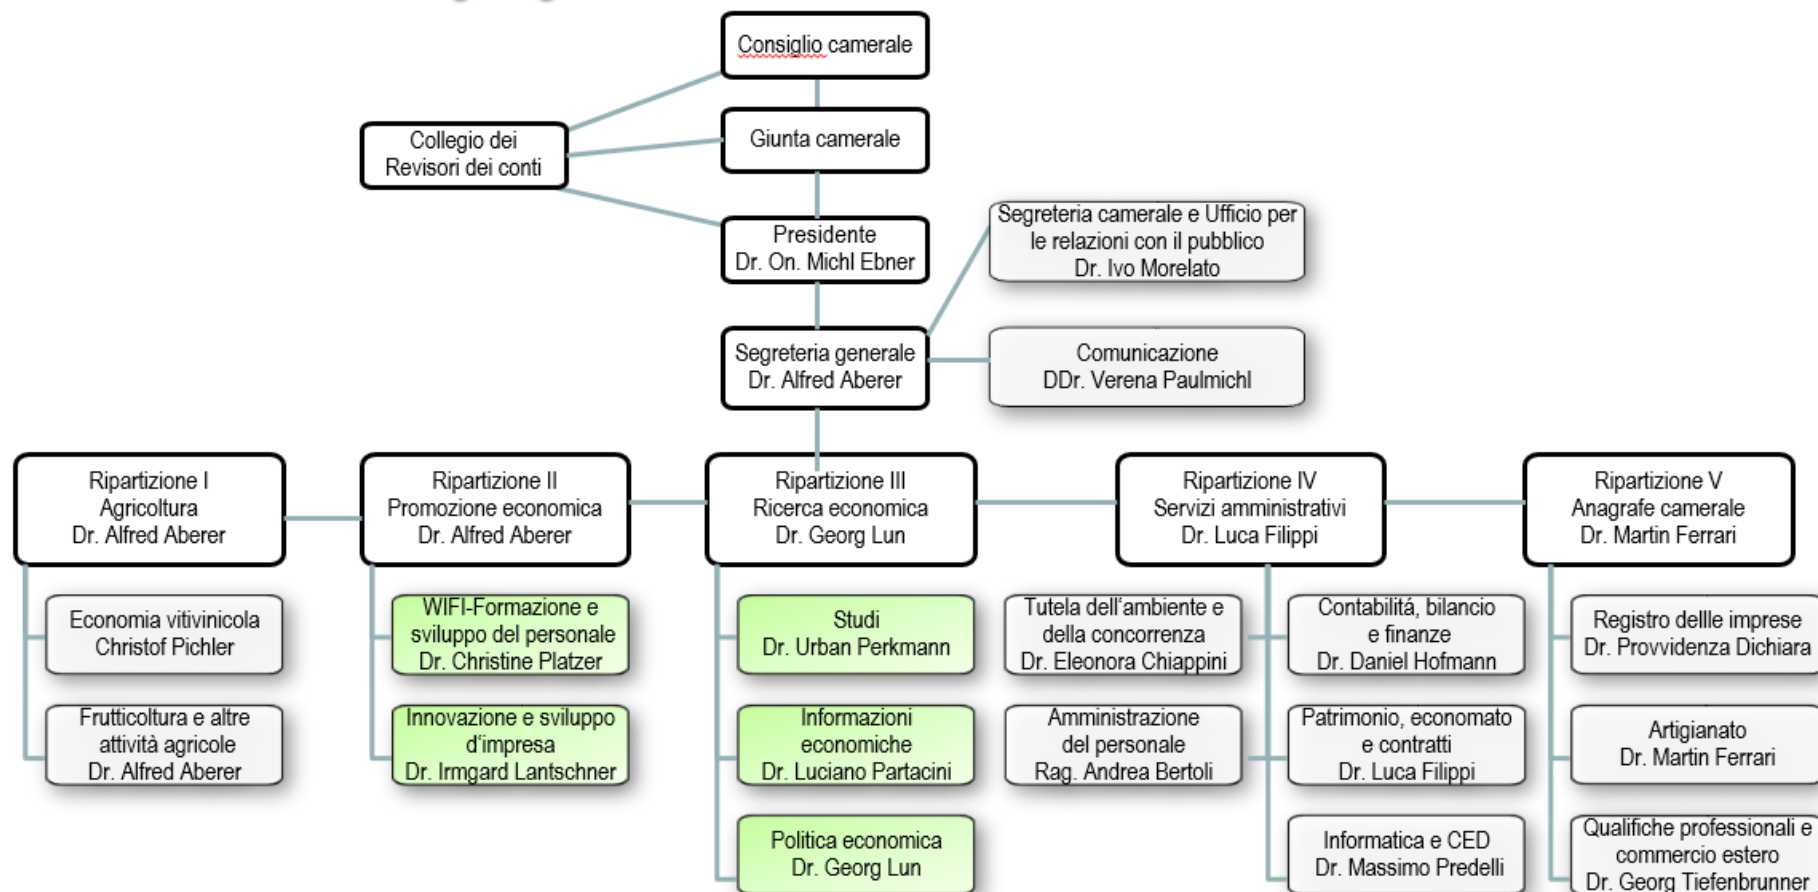 Consiglio camerale
Collegio dei
Revisori dei conti
Giunta camerale
Presidente
Dr. On. Michl Ebner
Segreteria camerale e Ufficio per
le relazioni con il pubblico
Dr. Ivo Morelato
Segreteria generale
Dr. Alfred Aberer
Comunicazione
DDr. Verena Paulmichl
Ripartizione I
Agricoltura
Dr. Alfred Aberer
Ripartizione II
Promozione economica
Dr. Alfred Aberer
Ripartizione III
Ricerca economica
Dr. Georg Lun
Ripartizione IV
Servizi amministrativi
Dr. Luca Filippi
Ripartizione V
Anagrafe camerale
Dr. Martin Ferrari
Economia vitivinicola
Christof Pichler
Frutticoltura e altre
attività agricole
Dr. Alfred Aberer
WIFI-Formazione e
sviluppo del personale
Dr. Christine Platzer
Innovazione e sviluppo
d'impresa
Dr. Irmgard Lantschner
Studi
Dr. Urban Perkmann
Informazioni
economiche
Dr. Luciano Partacini
Politica economica
Dr. Georg Lun
Tutela dell'ambiente e
della concorrenza
Dr. Eleonora Chiappini
Amministrazione
del personale
Rag. Andrea Bertoli
Contabilitá, bilancio
e finanze
Dr. Daniel Hofmann
Patrimonio, economato
e contratti
Dr. Luca Filippi
Informatica e CED
Dr. Massimo Predelli
Registro dellle imprese
Dr. Provvidenza Dichiara
Artigianato
Dr. Martin Ferrari
Qualifiche professionali e
commercio estero
Dr. Georg Tiefenbrunner